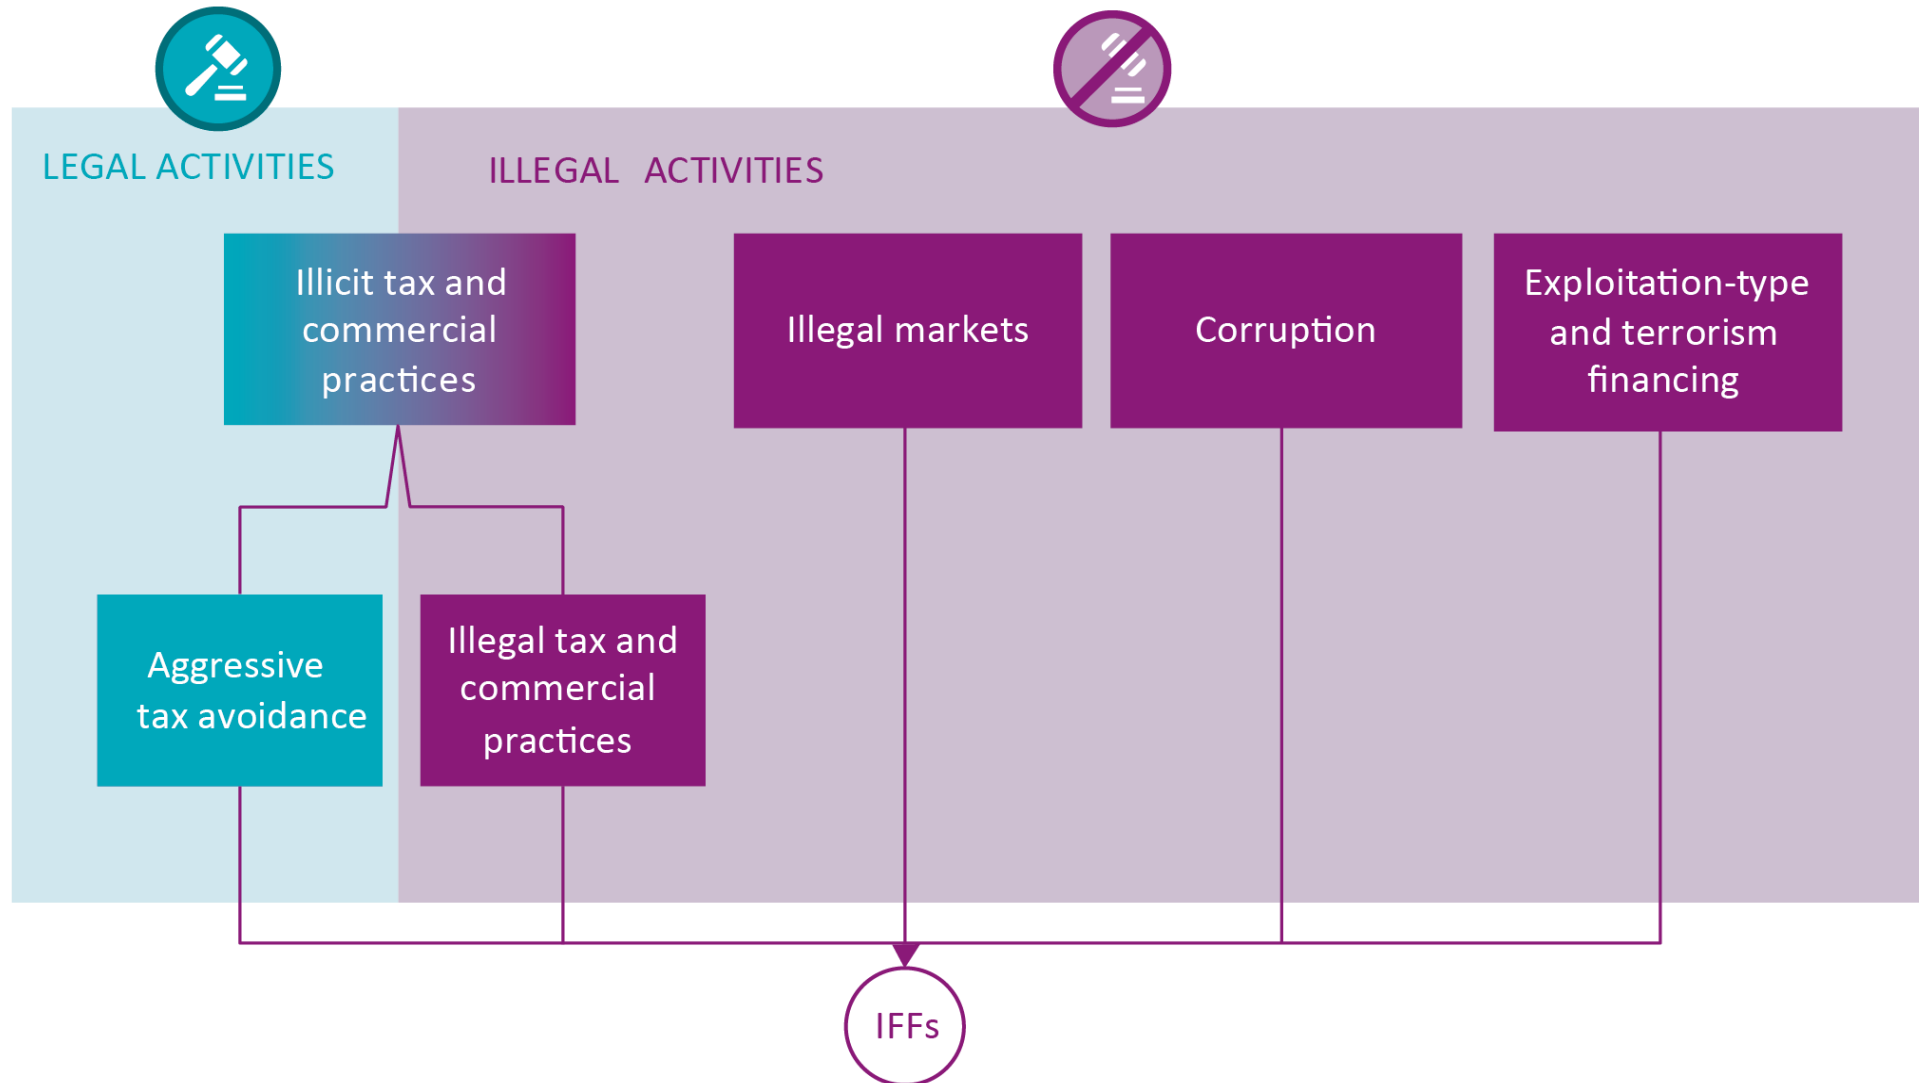 LEGAL ACTIVITIES
ILLEGAL ACTIVITIES
Illicit tax and
commercial
practices
Illegal markets
Corruption
Exploitation-type
and terrorism
financing
Aggressive
tax avoidance
Illegal tax and
commercial
practices
IFFs